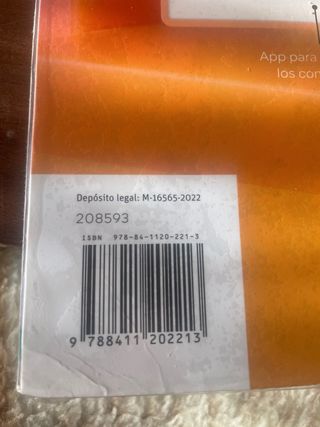 App para
los con
Depósito legal: M-16565-2022
208593
ISBN 978-84-1120-221-3
9 788411 202213